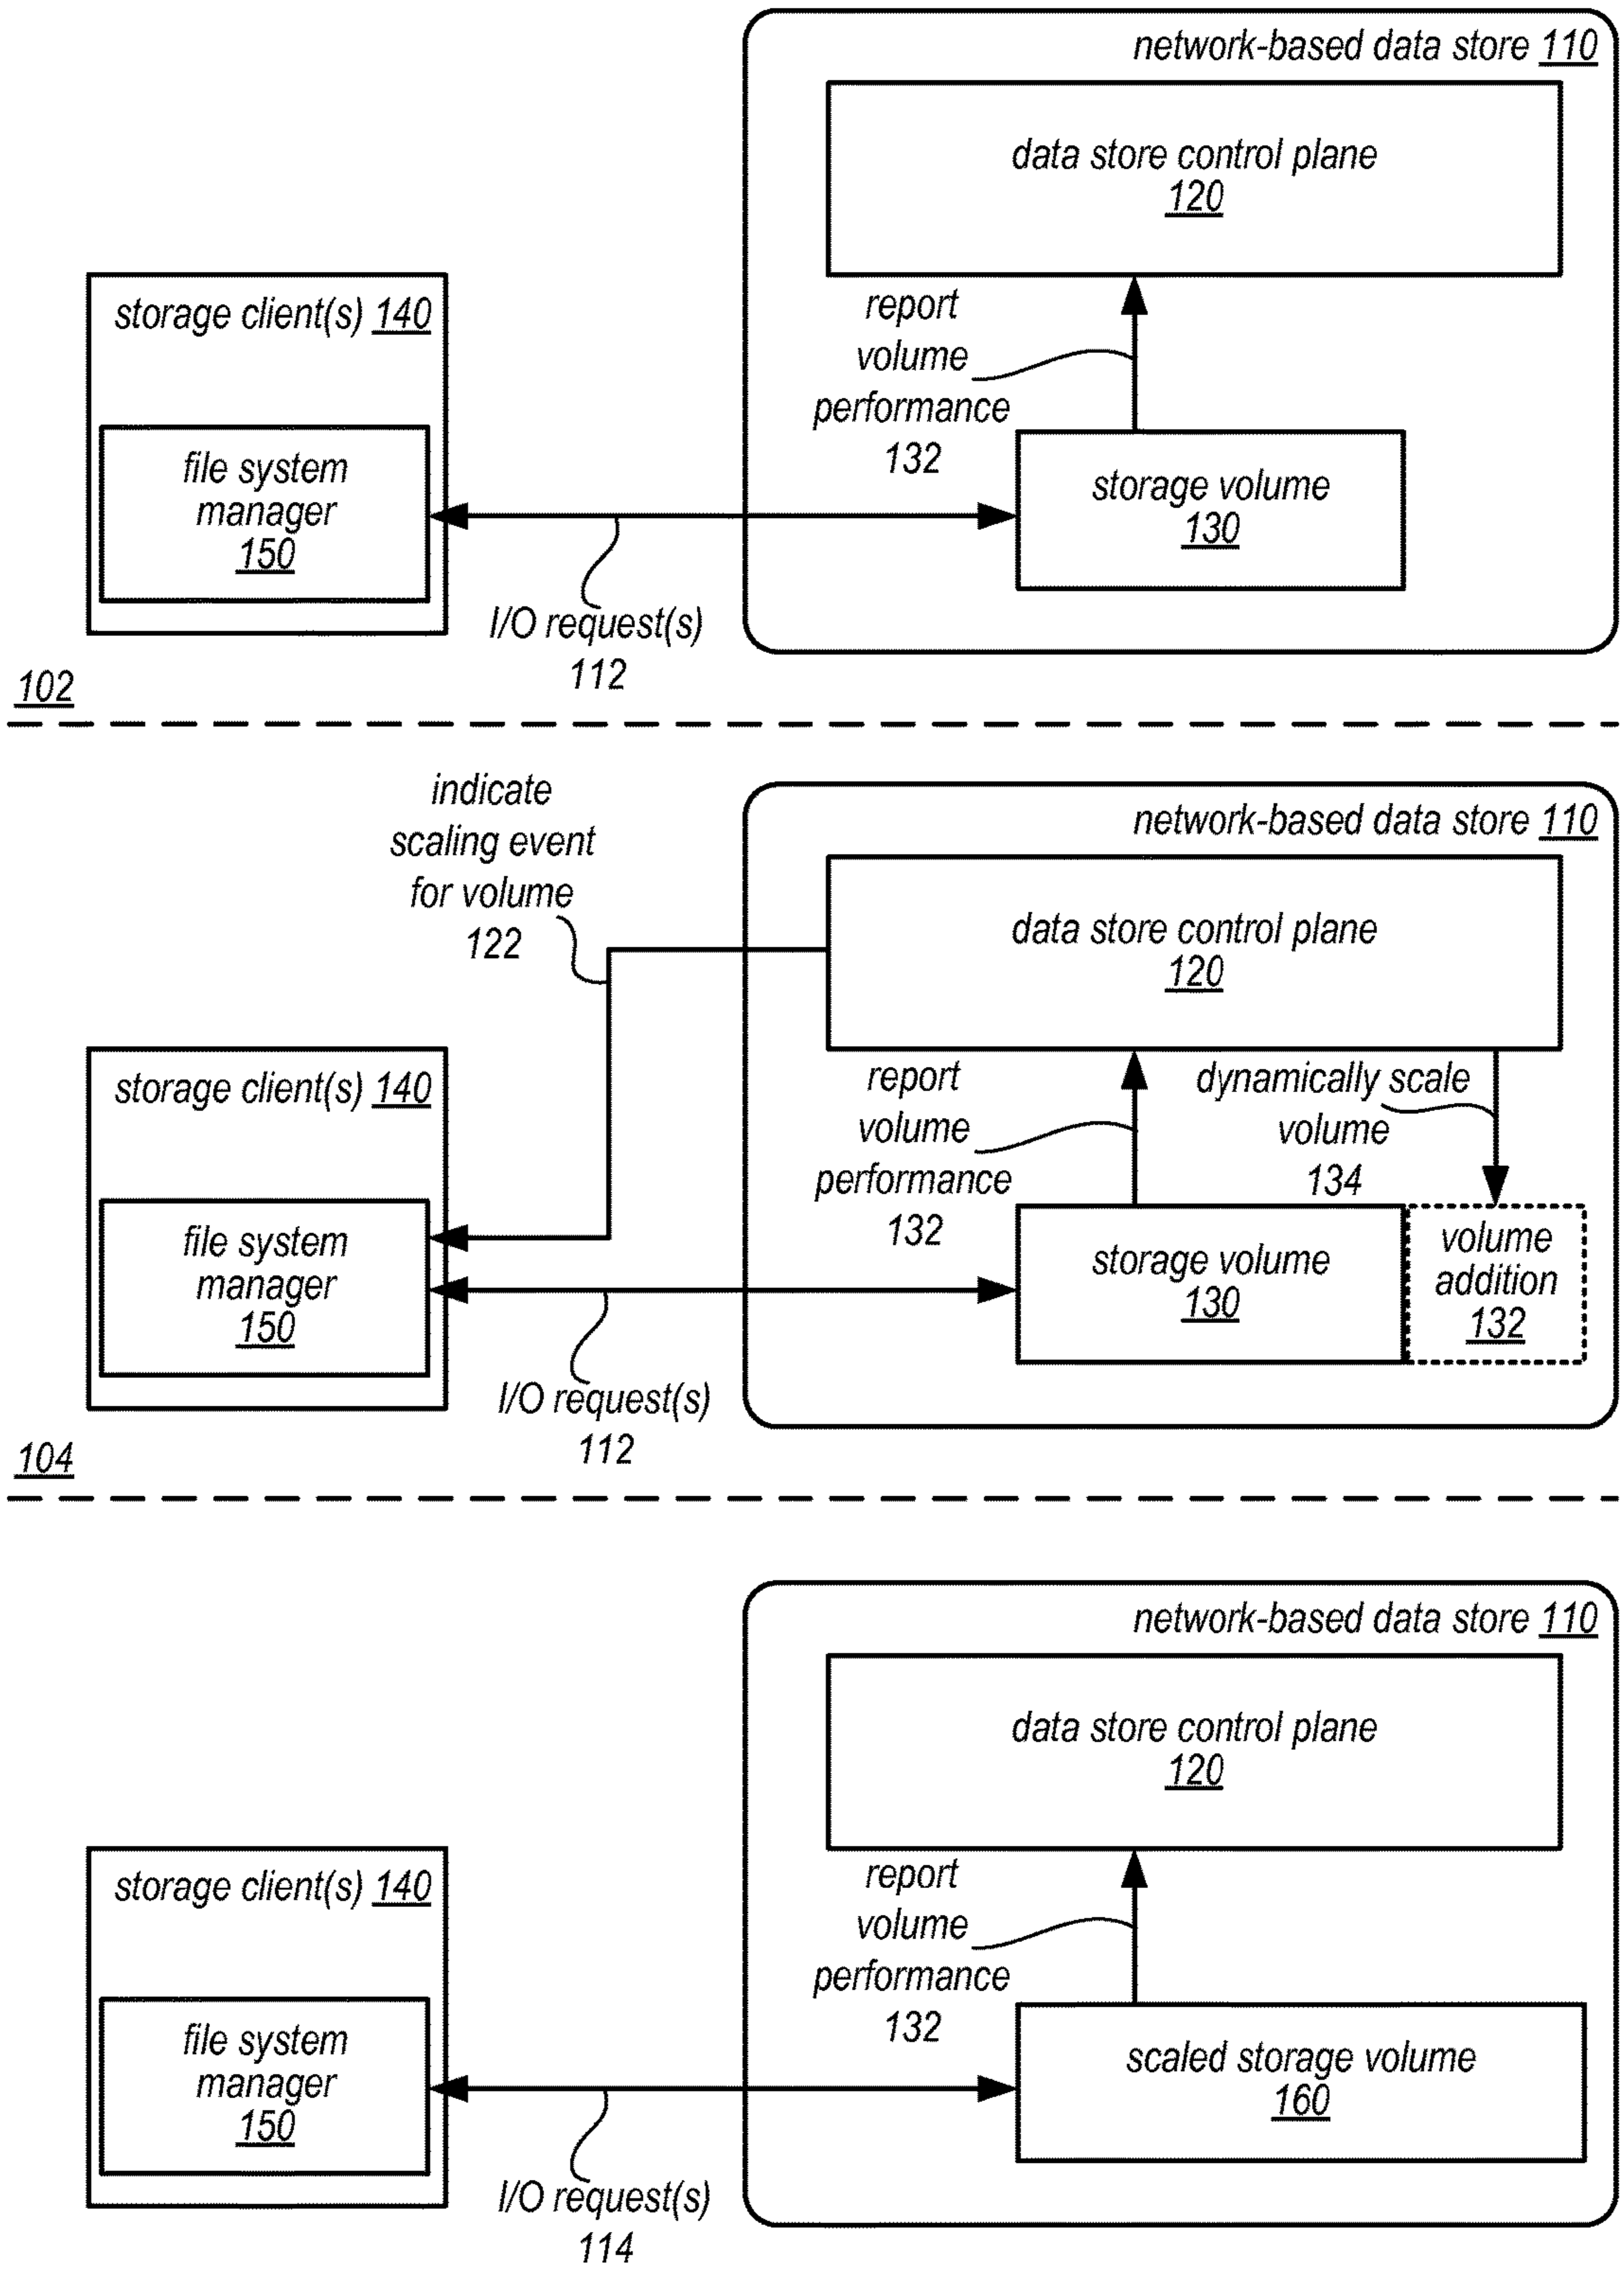 network-based data store 110
data store control plane
120
storage client(s) 140
report
volume
performance
132
file system
manager
150
storage volume
130
I/O request(s)
112
102
indicate
scaling event
for volume
122
network-based data store 110
data store control plane
120
storage client(s) 140
report
volume
performance
132
dynamically scale
volume
134
file system
manager
150
storage volume
130
volume
addition
132
I/O request(s)
112
104
network-based data store 110
data store control plane
120
storage client(s) 140
report
volume
performance
132
file system
manager
150
scaled storage volume
160
I/O request(s)
114